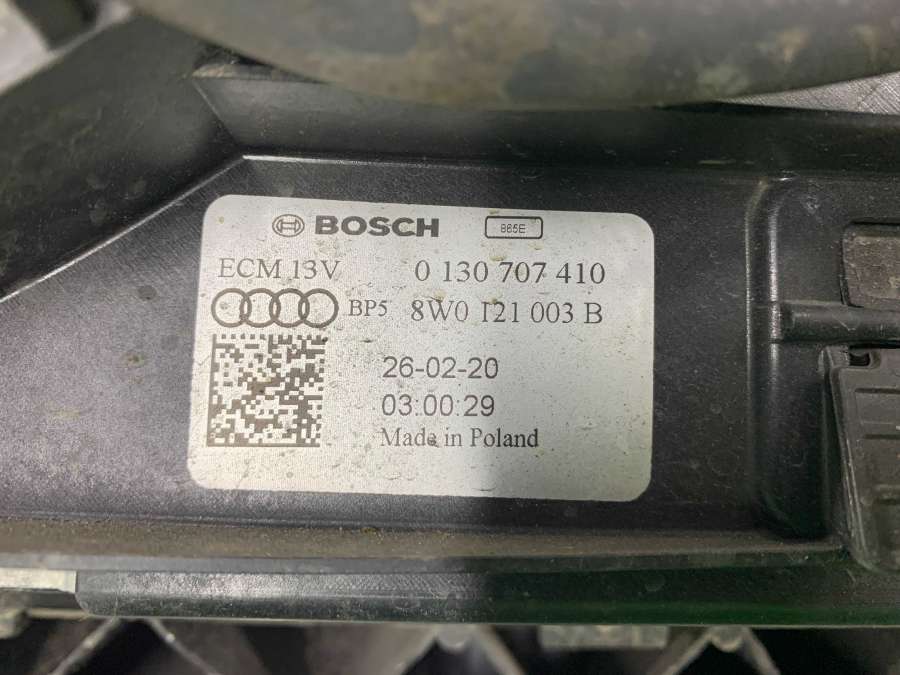 BOSCH 865E
ECM 13V 0 130 707 410
BP5 8W0 121 003 B
26-02-20
03:00:29
Made in Poland